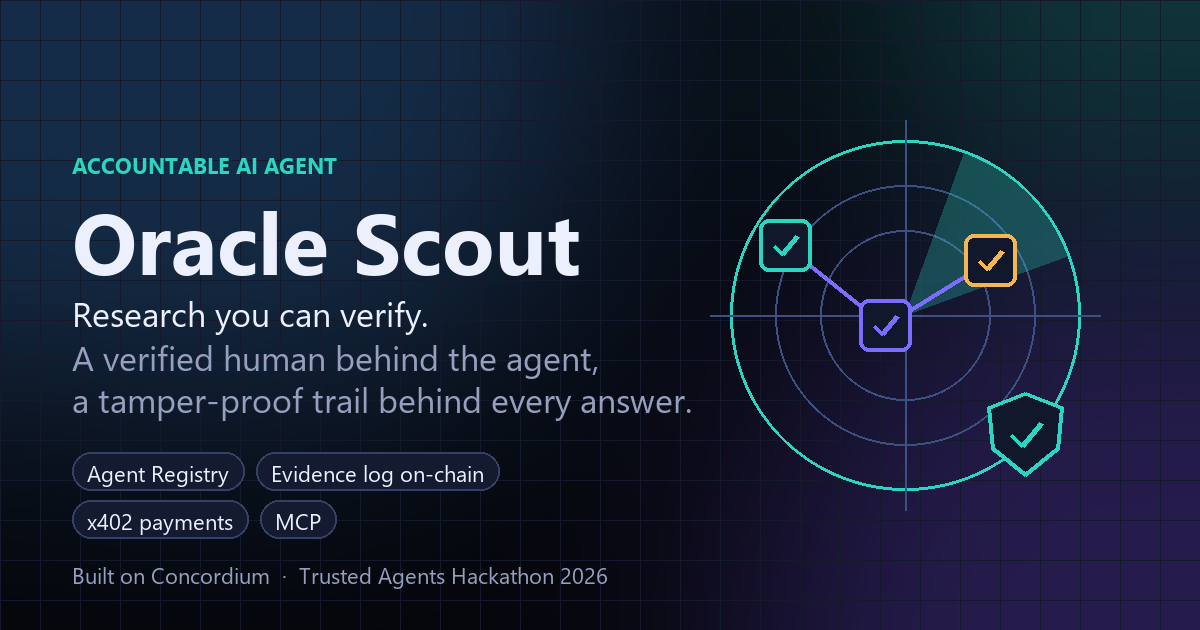 ACCOUNTABLE AI AGENT
Oracle Scout
Research you can verify.
A verified human behind the agent,
a tamper-proof trail behind every answer.
Agent Registry
Evidence log on-chain
x402 payments
MCP
Built on Concordium · Trusted Agents Hackathon 2026